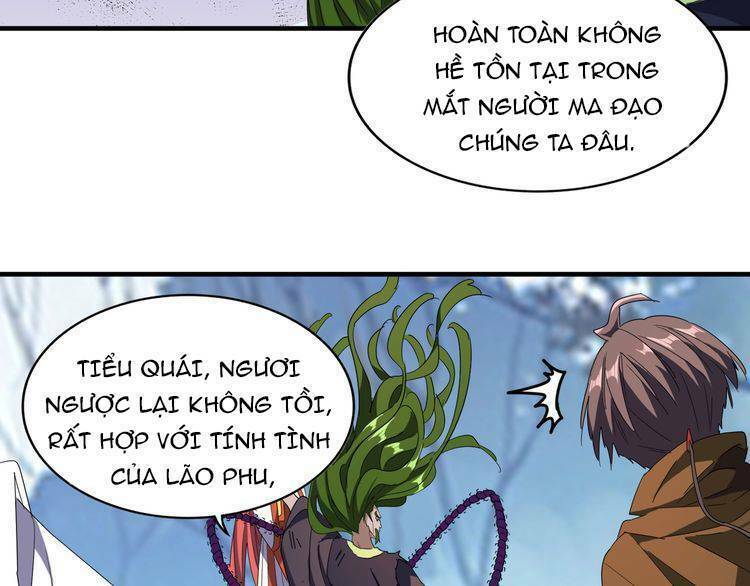 HOÀN TOÀN KHÔNG
HỀ TỒN TẠI TRONG
MẮT NGƯỜI MA ĐẠO
CHÚNG TA ĐÂU.
TIỂU QUÁI, NGƯƠI
NGƯỢC LẠI KHÔNG TỒI,
RẤT HỢP VỚI TÍNH TÌNH
CỦA LÃO PHU,